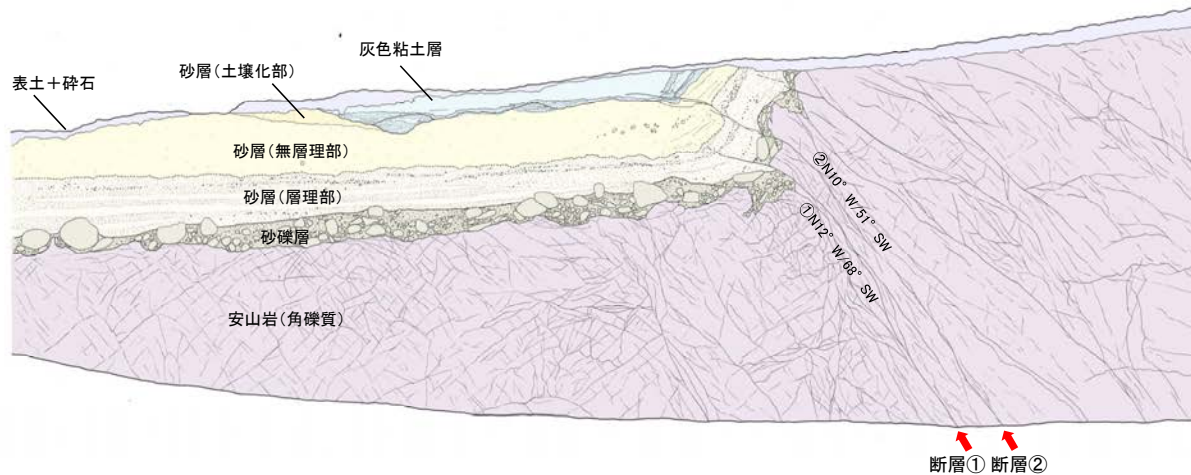 灰色粘土層
砂層(土壌化部)
表土+砕石
砂層(無層理部)
砂層(層理部)
砂礫層
安山岩(角礫質)
②N10° W/51° SW
①N12° W/68° SW
断層① 断層②